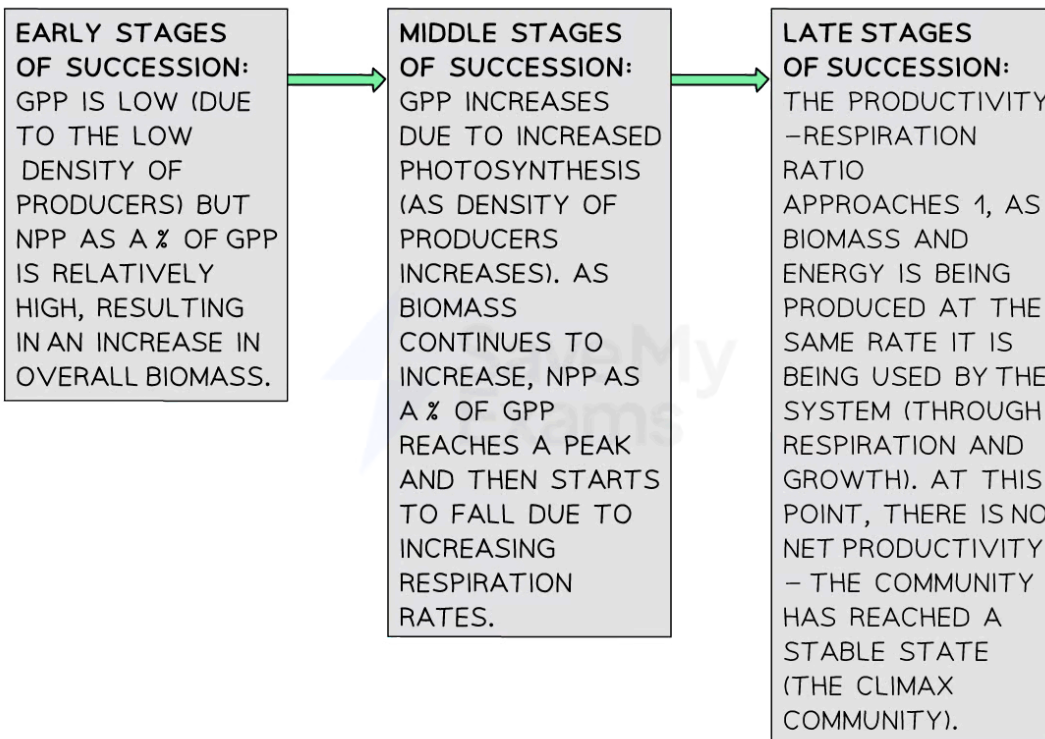 EARLY STAGES
OF SUCCESSION:
GPP IS LOW (DUE
TO THE LOW
DENSITY OF
PRODUCERS) BUT
NPP AS A % OF GPP
IS RELATIVELY
HIGH, RESULTING
IN AN INCREASE IN
OVERALL BIOMASS.
MIDDLE STAGES
OF SUCCESSION:
GPP INCREASES
DUE TO INCREASED
PHOTOSYNTHESIS
(AS DENSITY OF
PRODUCERS
INCREASES). AS
BIOMASS
CONTINUES TO
INCREASE, NPP AS
A % OF GPP
REACHES A PEAK
AND THEN STARTS
TO FALL DUE TO
INCREASING
RESPIRATION
RATES.
LATE STAGES
OF SUCCESSION:
THE PRODUCTIVITY
–RESPIRATION
RATIO
APPROACHES 1, AS
BIOMASS AND
ENERGY IS BEING
PRODUCED AT THE
SAME RATE IT IS
BEING USED BY THE
SYSTEM (THROUGH
RESPIRATION AND
GROWTH). AT THIS
POINT, THERE IS NO
NET PRODUCTIVITY
– THE COMMUNITY
HAS REACHED A
STABLE STATE
(THE CLIMAX
COMMUNITY).
SaveMy
Exams